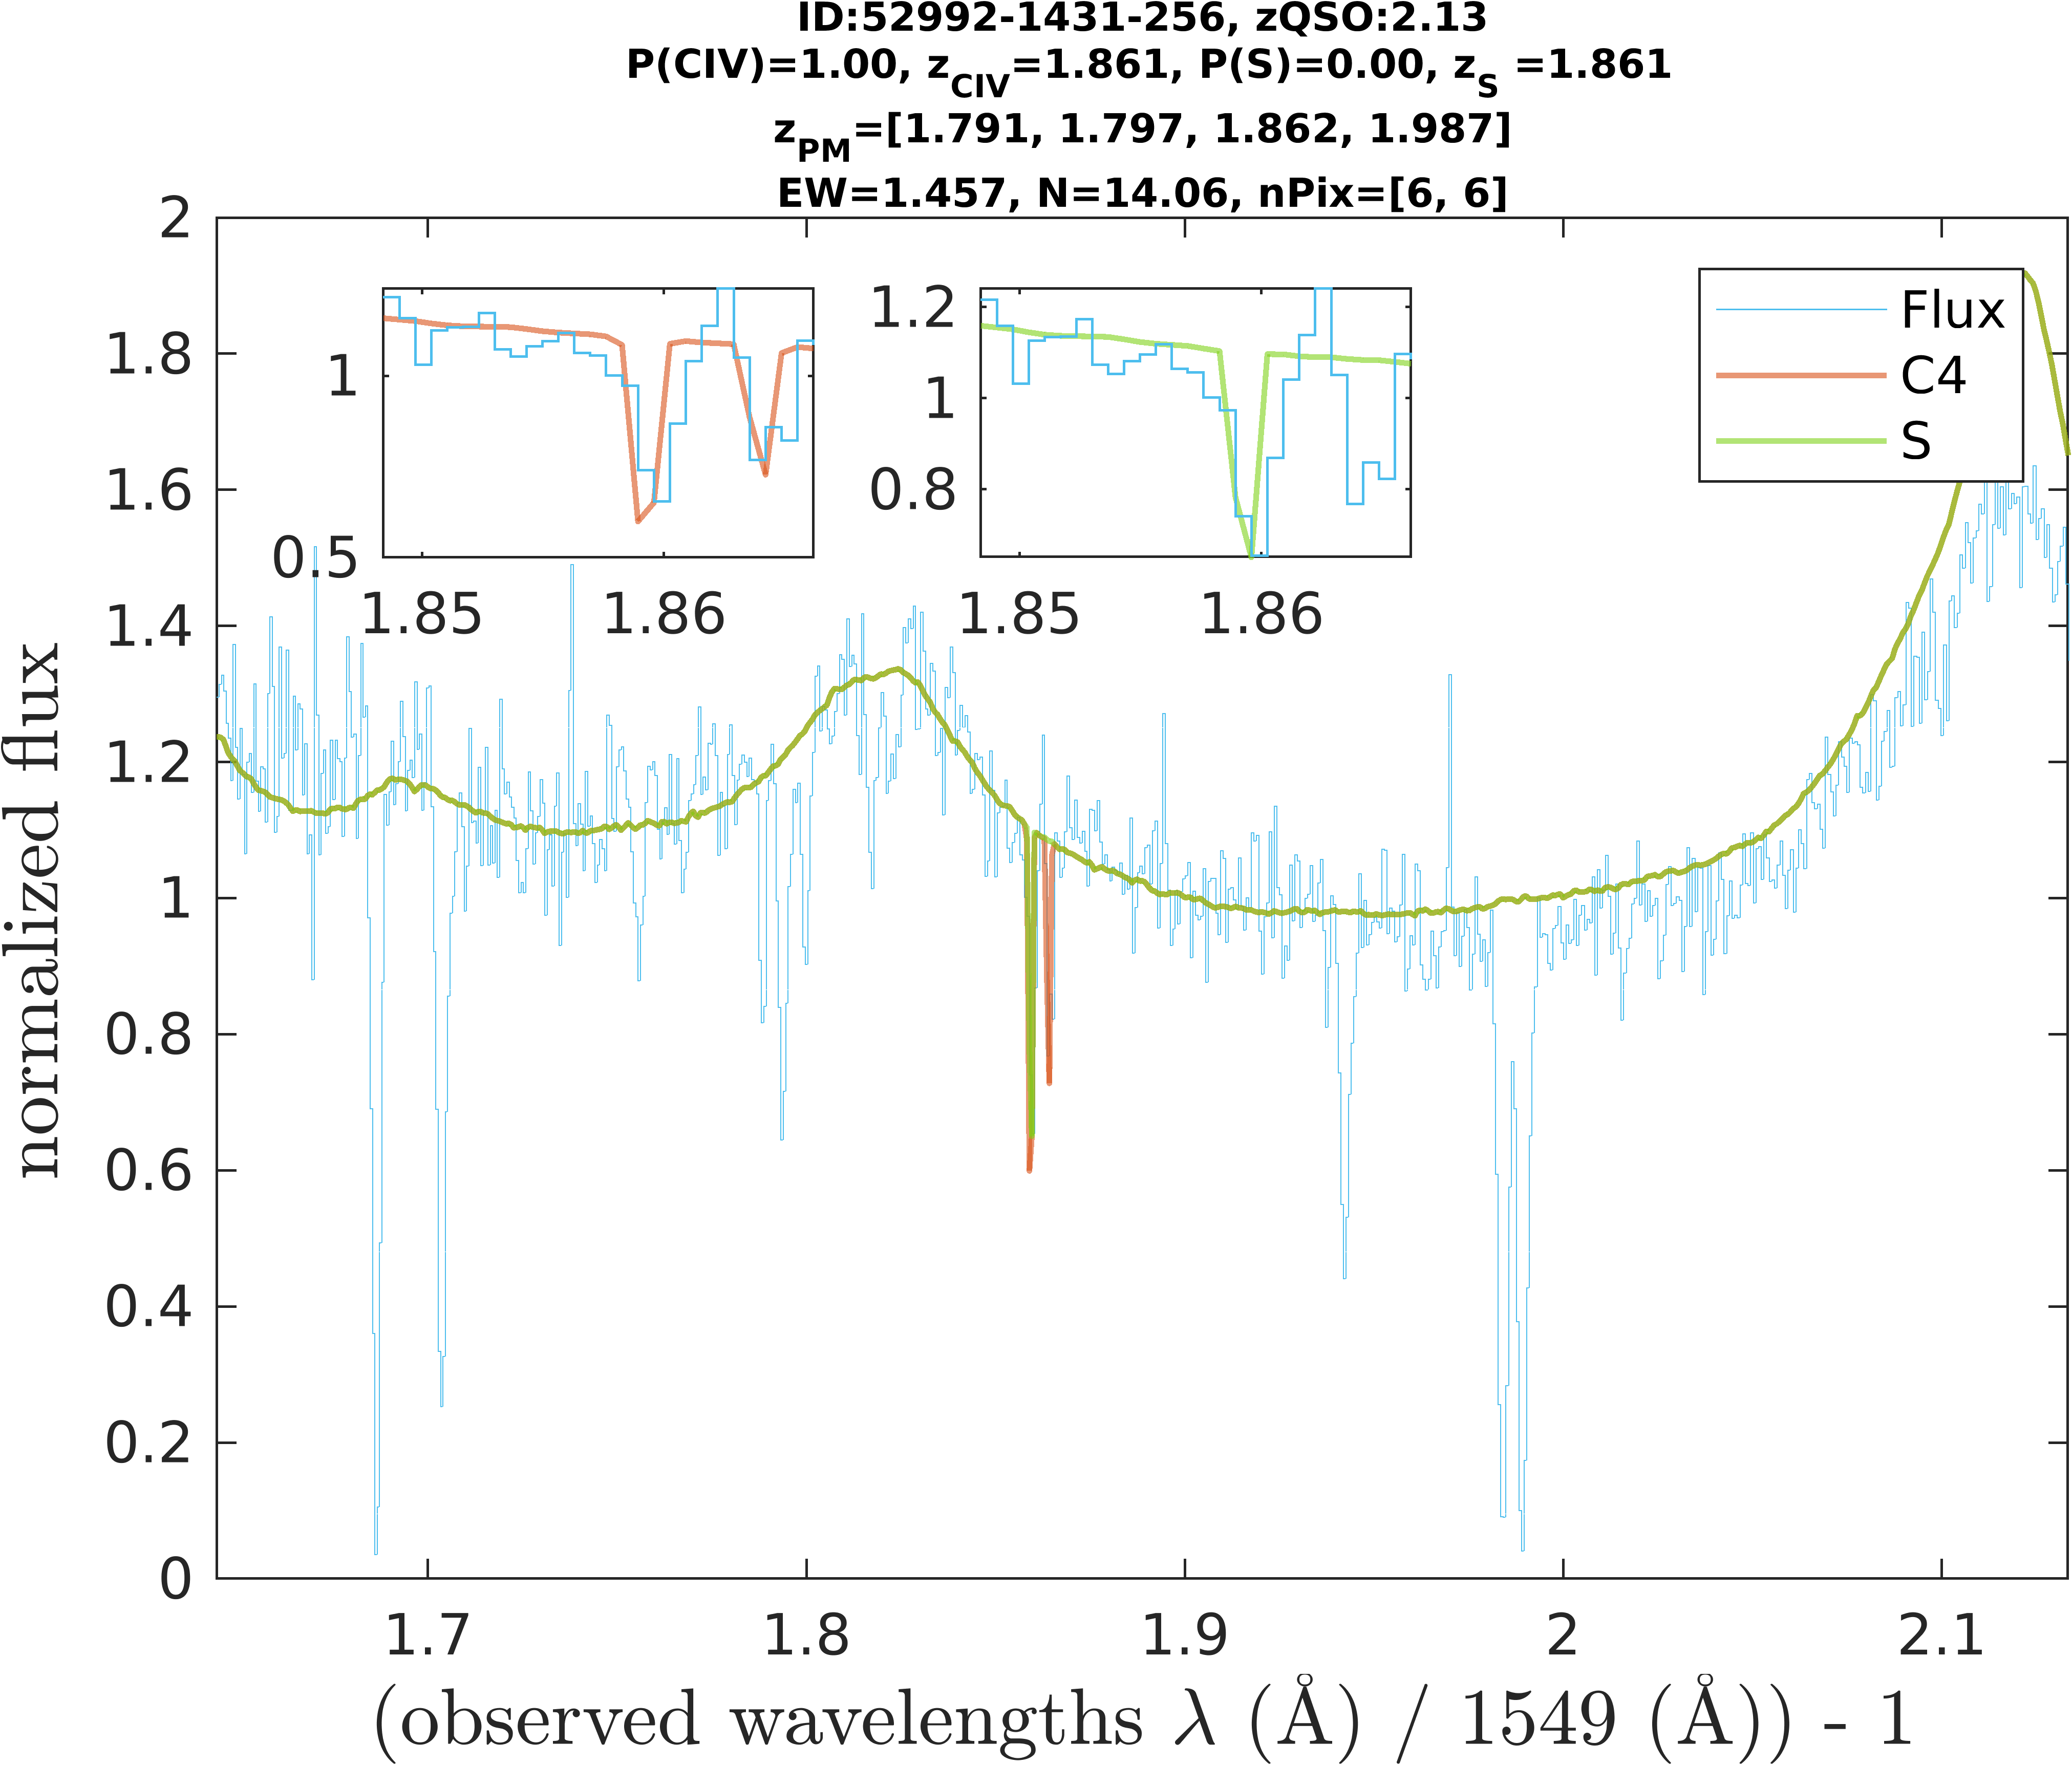 ID:52992-1431-256, zQSO:2.13
P(CIV)=1.00, z_CIV=1.861, P(S)=0.00, z_S =1.861
z_PM=[1.791, 1.797, 1.862, 1.987]
EW=1.457, N=14.06, nPix=[6, 6]
2
1.8
1.6
1.4
1.2
1
0.8
0.6
0.4
0.2
0
1
0.5
1.85
1.86
1.2
1
0.8
1.85
1.86
Flux
C4
S
normalized flux
1.7
1.8
1.9
2
2.1
(observed wavelengths λ (Å) / 1549 (Å)) - 1